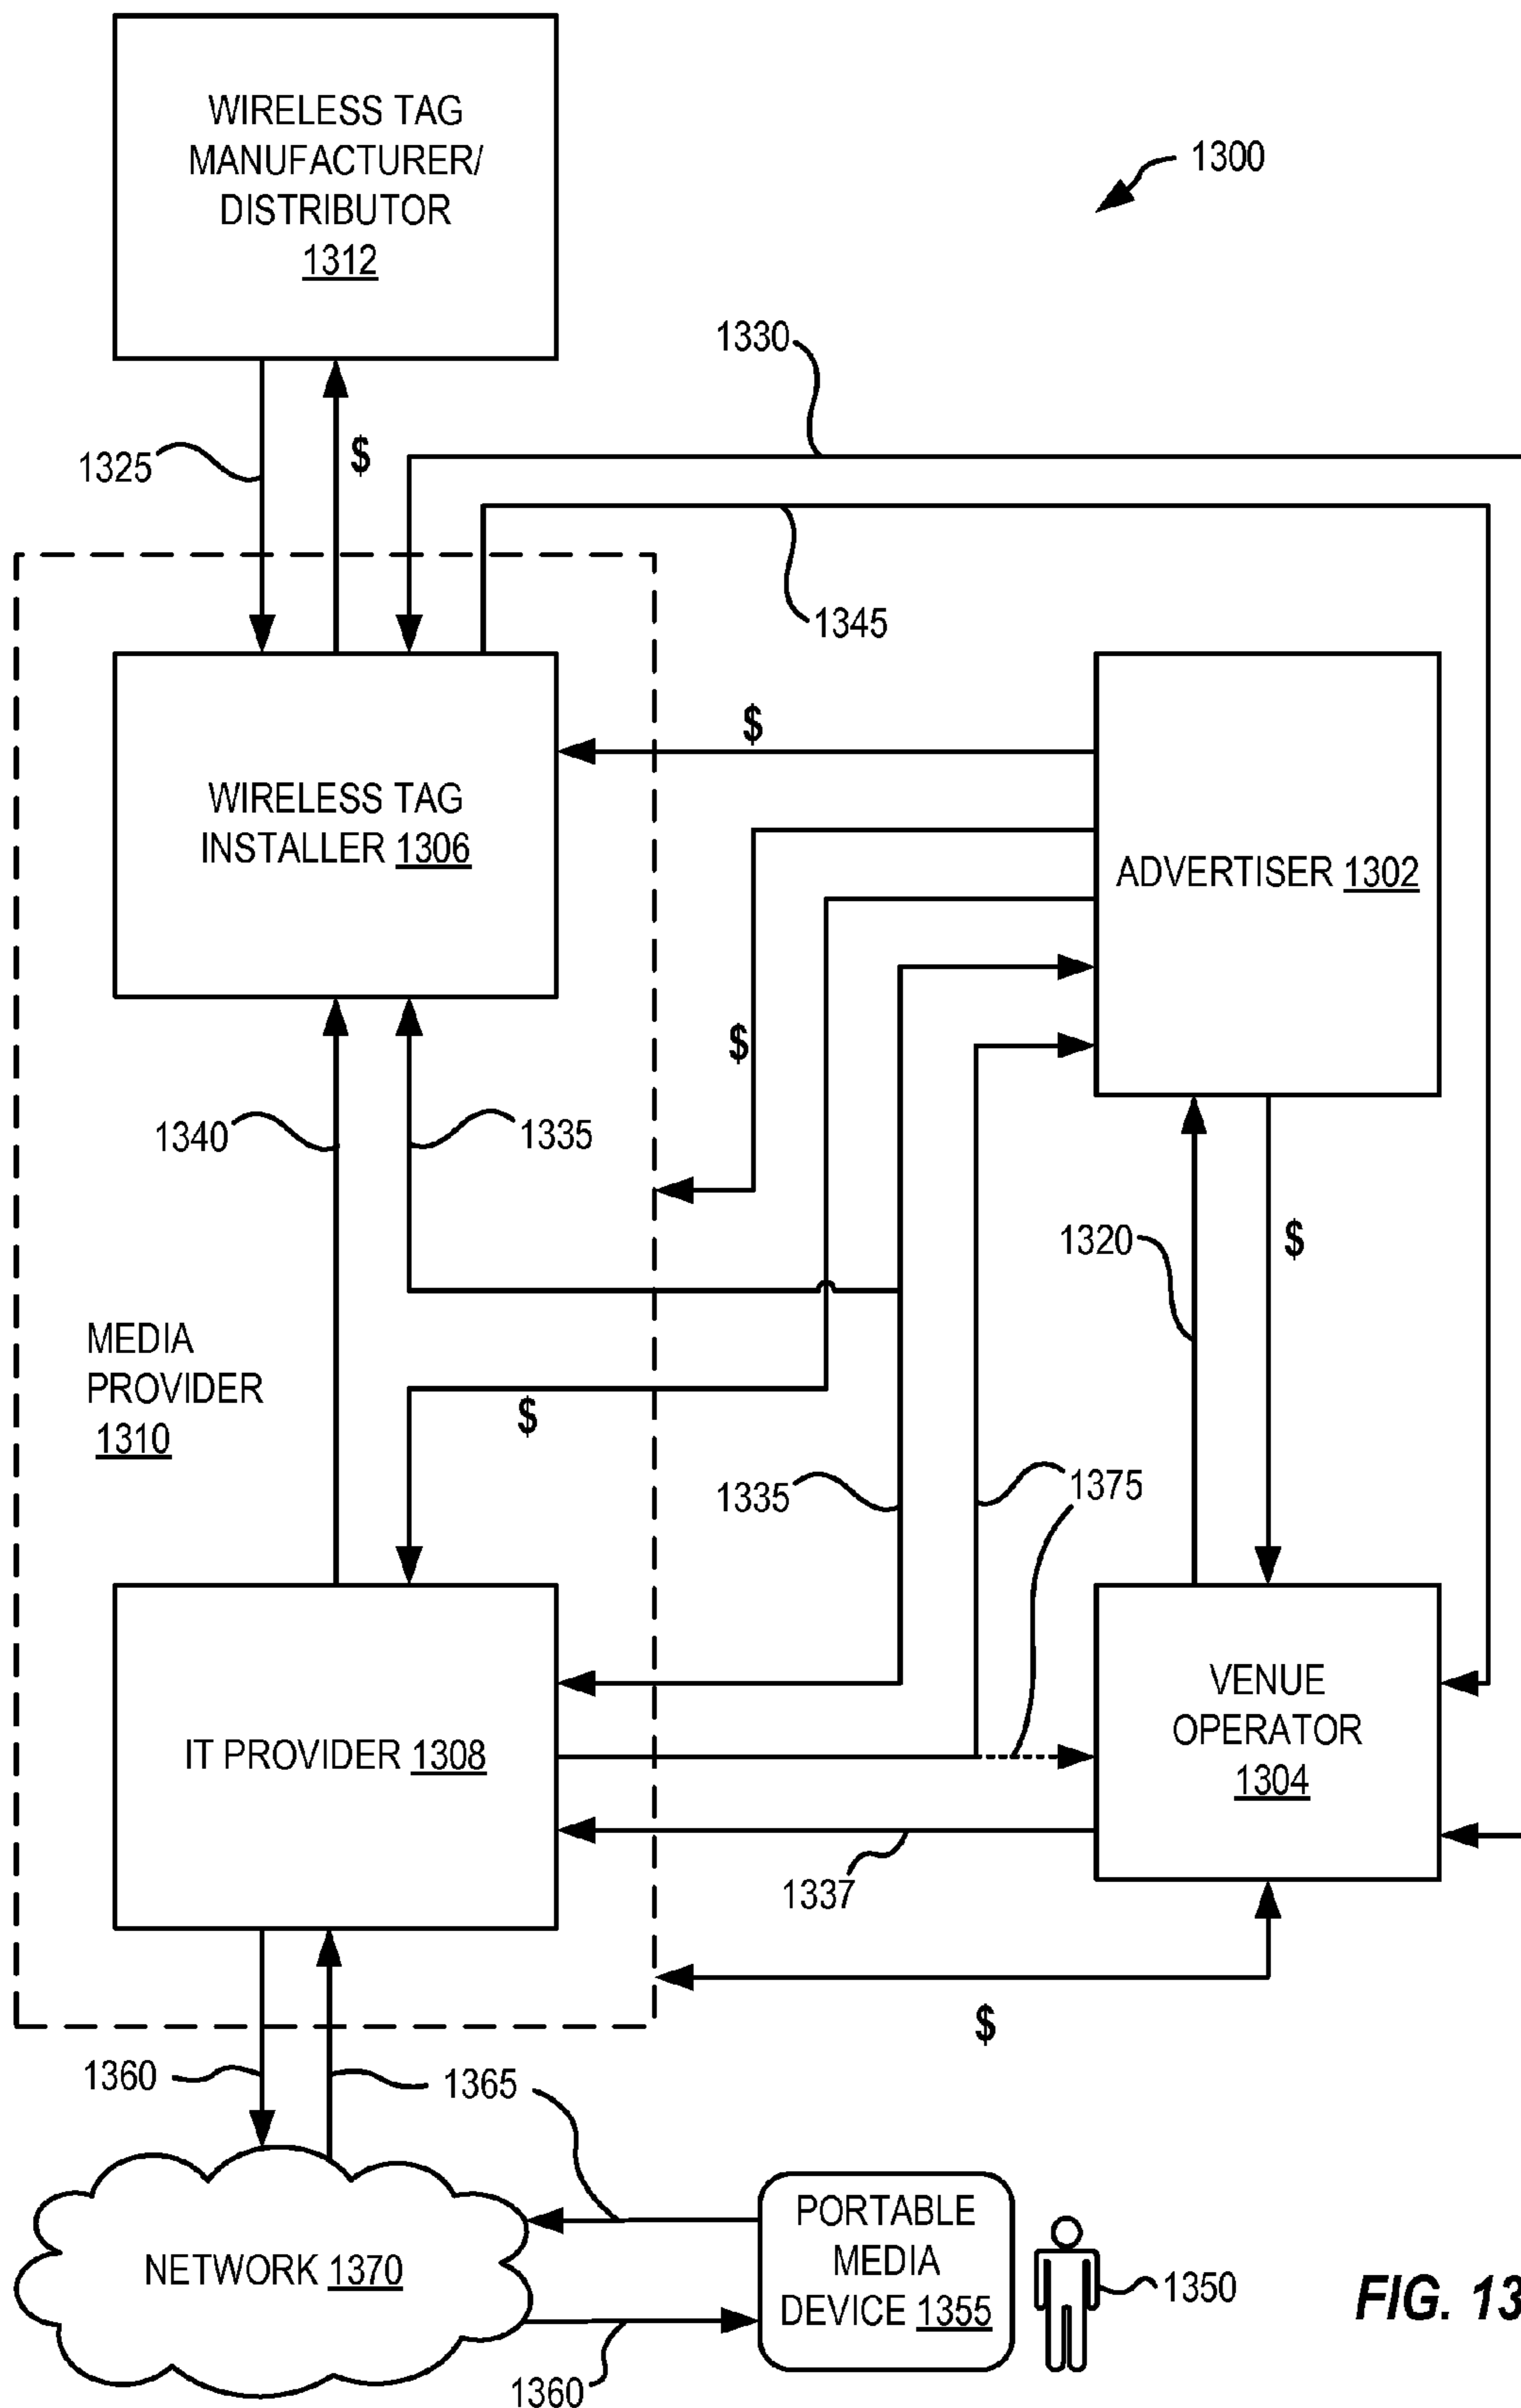 WIRELESS TAG
MANUFACTURER/
DISTRIBUTOR
1312
1300
1330
1325
$
1345
WIRELESS TAG
INSTALLER 1306
$
ADVERTISER 1302
$
1340
1335
1320
$
MEDIA
PROVIDER
1310
$
1335
1375
IT PROVIDER 1308
VENUE
OPERATOR
1304
1337
$
1360
1365
NETWORK 1370
PORTABLE
MEDIA
DEVICE 1355
1350
1360
FIG. 13